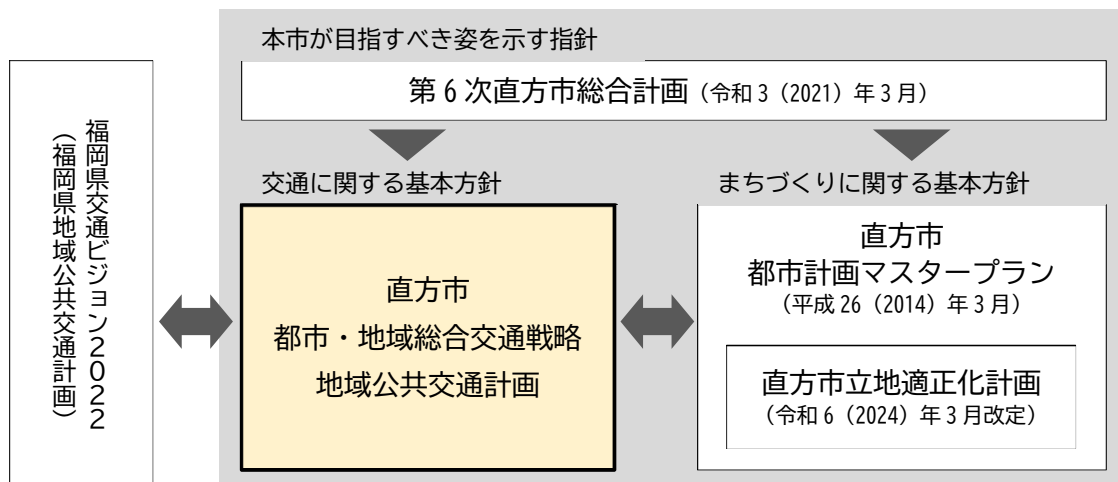 福岡県交通ビジョン2022
（福岡県地域公共交通計画）
本市が目指すべき姿を示す指針
第6次直方市総合計画（令和3（2021）年3月）
交通に関する基本方針
直方市
都市・地域総合交通戦略
地域公共交通計画
まちづくりに関する基本方針
直方市
都市計画マスタープラン
（平成26（2014）年3月）
直方市立地適正化計画
（令和6（2024）年3月改定）